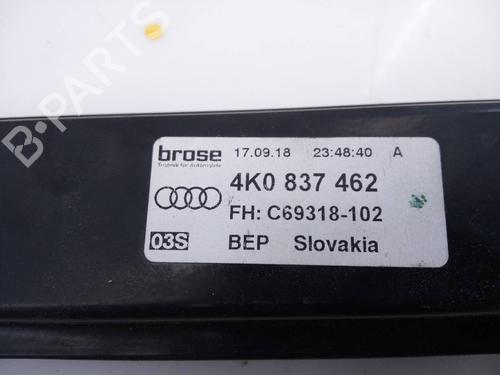 brose 17.09.18 23:48:40 A
Technik für Automobile
4K0 837 462
FH: C69318-102
03S BEP Slovakia
B-Parts